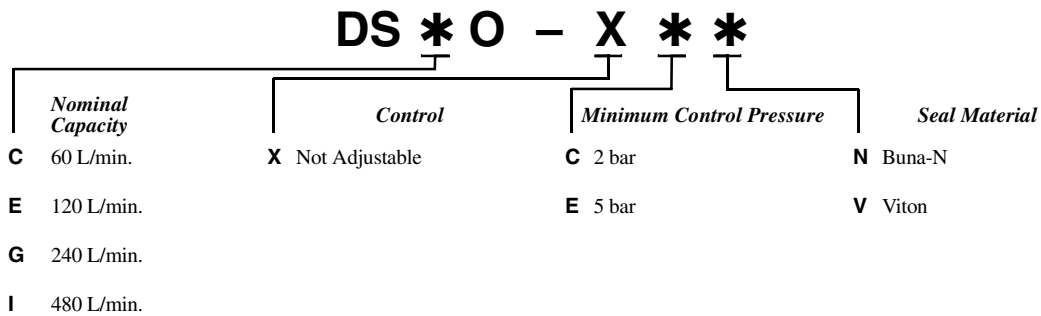 DS ✱ O – X ✱ ✱
Nominal
Capacity
Control
Minimum Control Pressure
Seal Material
C 60 L/min.
X Not Adjustable
C 2 bar
N Buna-N
E 120 L/min.
E 5 bar
V Viton
G 240 L/min.
I 480 L/min.